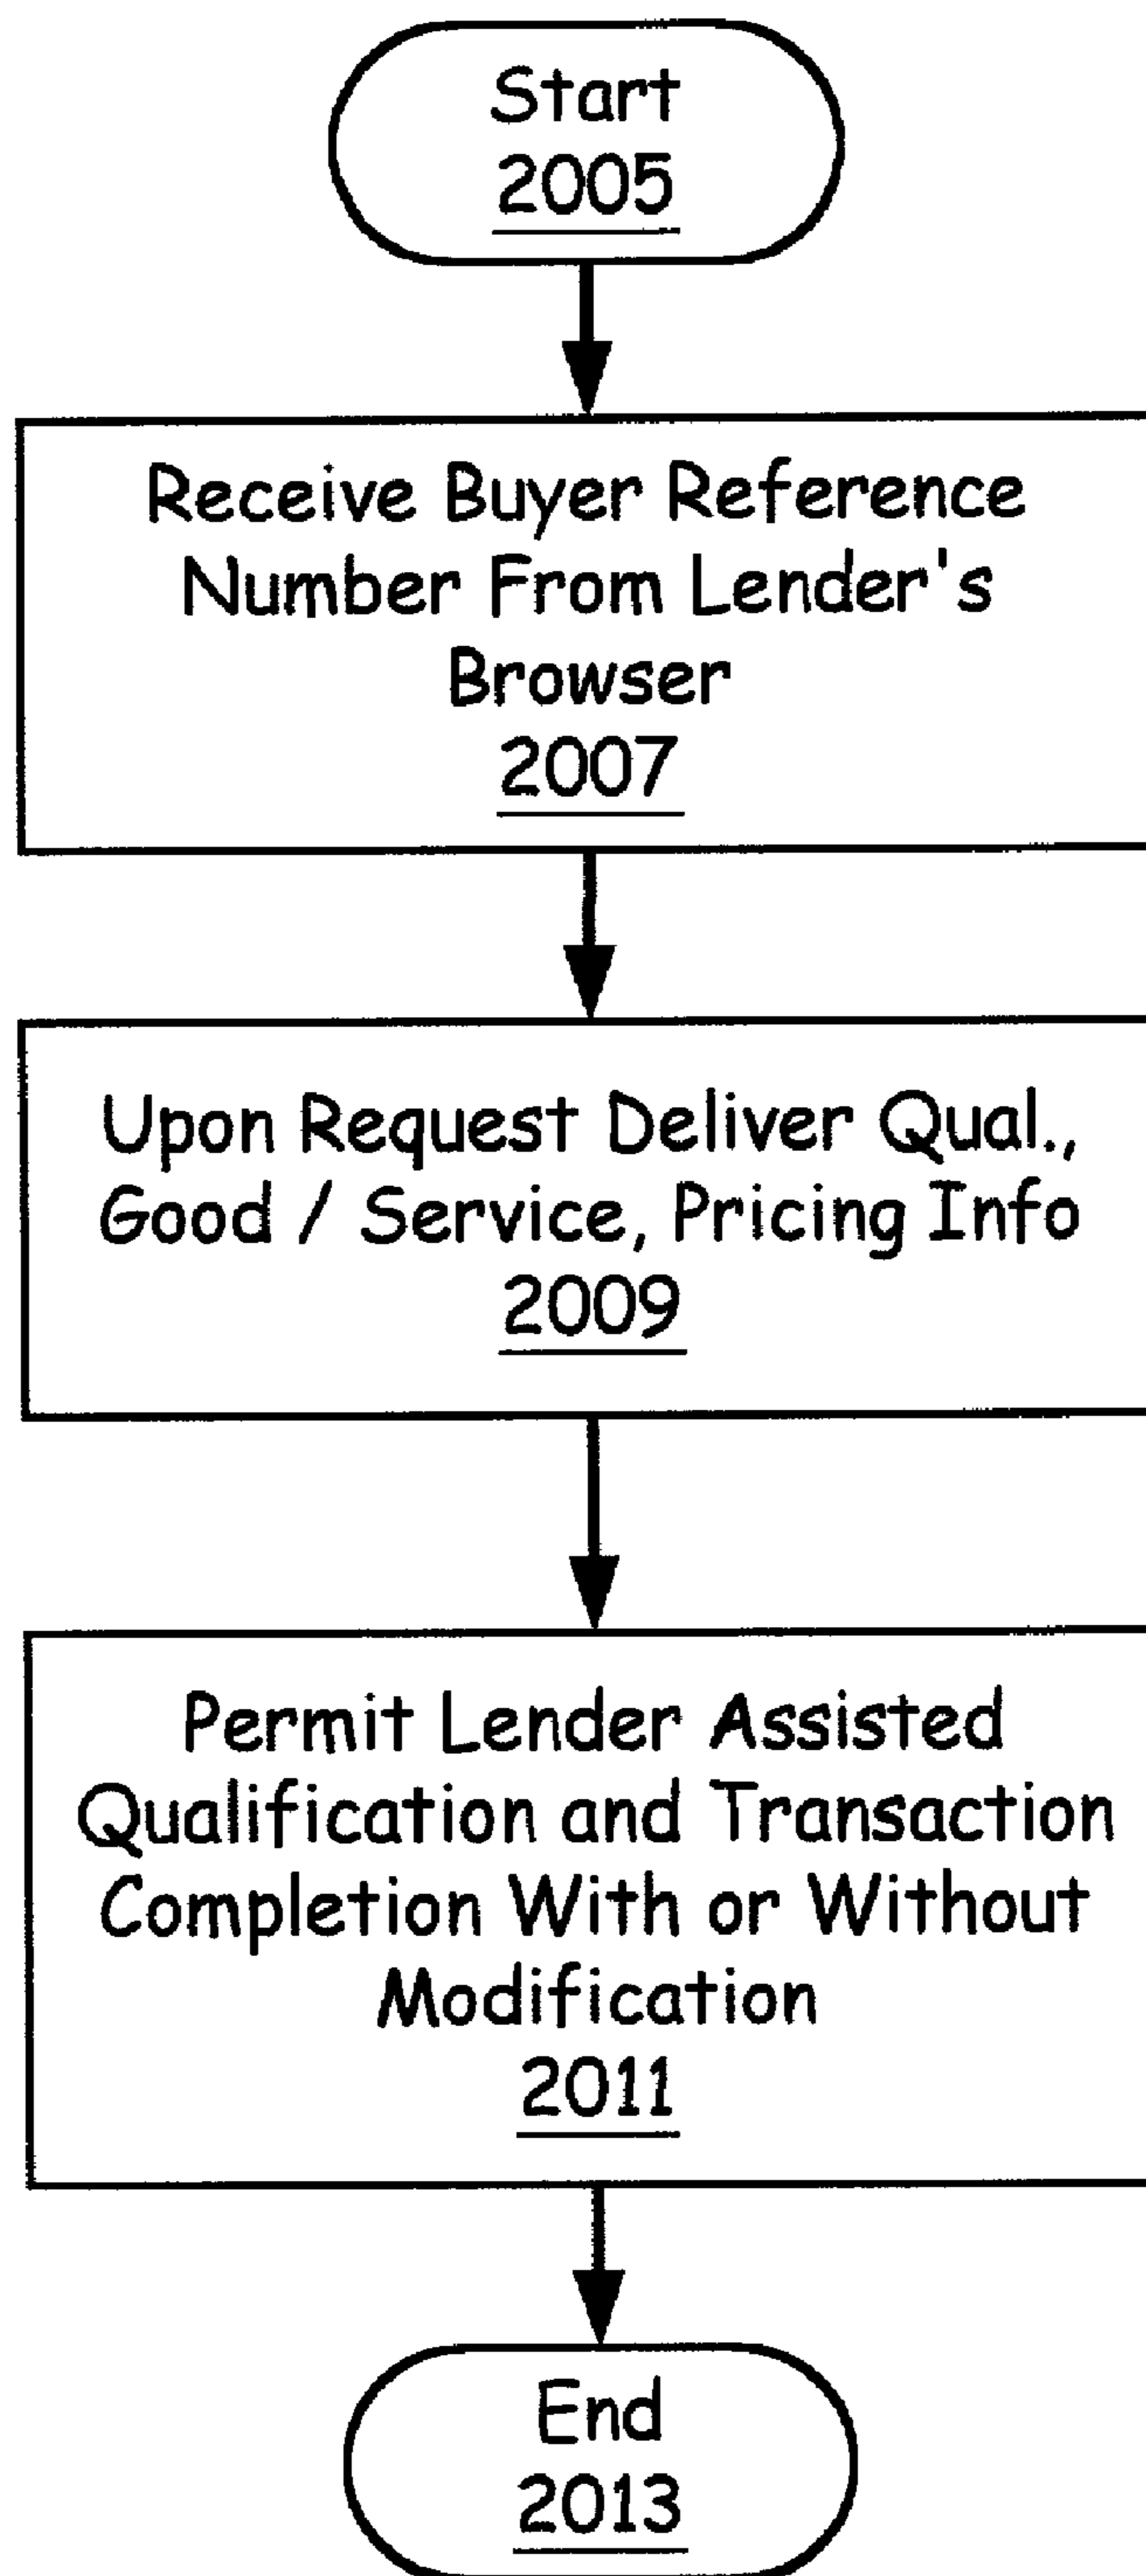 Start
2005
Receive Buyer Reference
Number From Lender's
Browser
2007
Upon Request Deliver Qual.,
Good / Service, Pricing Info
2009
Permit Lender Assisted
Qualification and Transaction
Completion With or Without
Modification
2011
End
2013